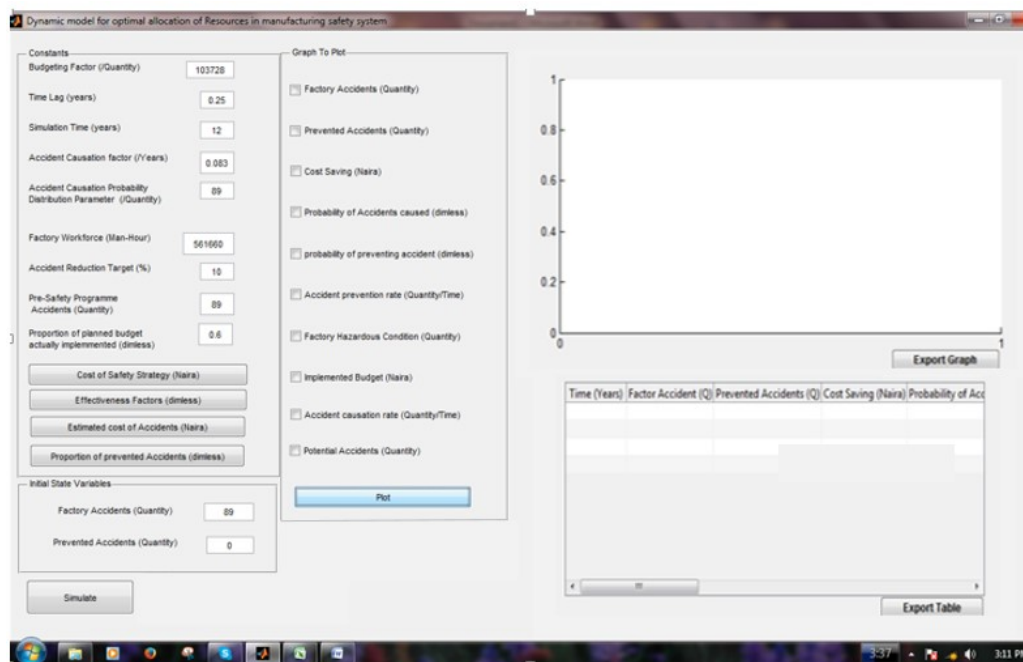 Dynamic model for optimal allocation of Resources in manufacturing safety system
Constants
Budgeting Factor (/Quantity)
103728
Time Lag (years)
0.25
Simulation Time (years)
12
Accident Causation factor (/Years)
0.083
Accident Causation Probability
Distribution Parameter (/Quantity)
89
Factory Workforce (Man-Hour)
561660
Accident Reduction Target (%)
10
Pre-Safety Programme
Accidents (Quantity)
89
Proportion of planned budget
actually implemmented (dimless)
0.6
Cost of Safety Strategy (Naira)
Effectiveness Factors (dimless)
Estimated cost of Accidents (Naira)
Proportion of prevented Accidents (dimless)
Initial State Variables
Factory Accidents (Quantity)
89
Prevented Accidents (Quantity)
0
Simulate
Graph To Plot
Factory Accidents (Quantity)
Prevented Accidents (Quantity)
Cost Saving (Naira)
Probability of Accidents caused (dimless)
probability of preventing accident (dimless)
Accident prevention rate (Quantity/Time)
Factory Hazardous Condition (Quantity)
Implemented Budget (Naira)
Accident causation rate (Quantity/Time)
Potential Accidents (Quantity)
Plot
1
0.8
0.6
0.4
0.2
0
0
1
Export Graph
Time (Years) Factor Accident (Q) Prevented Accidents (Q) Cost Saving (Naira) Probability of Acc
Export Table
3:37
3:11 PM